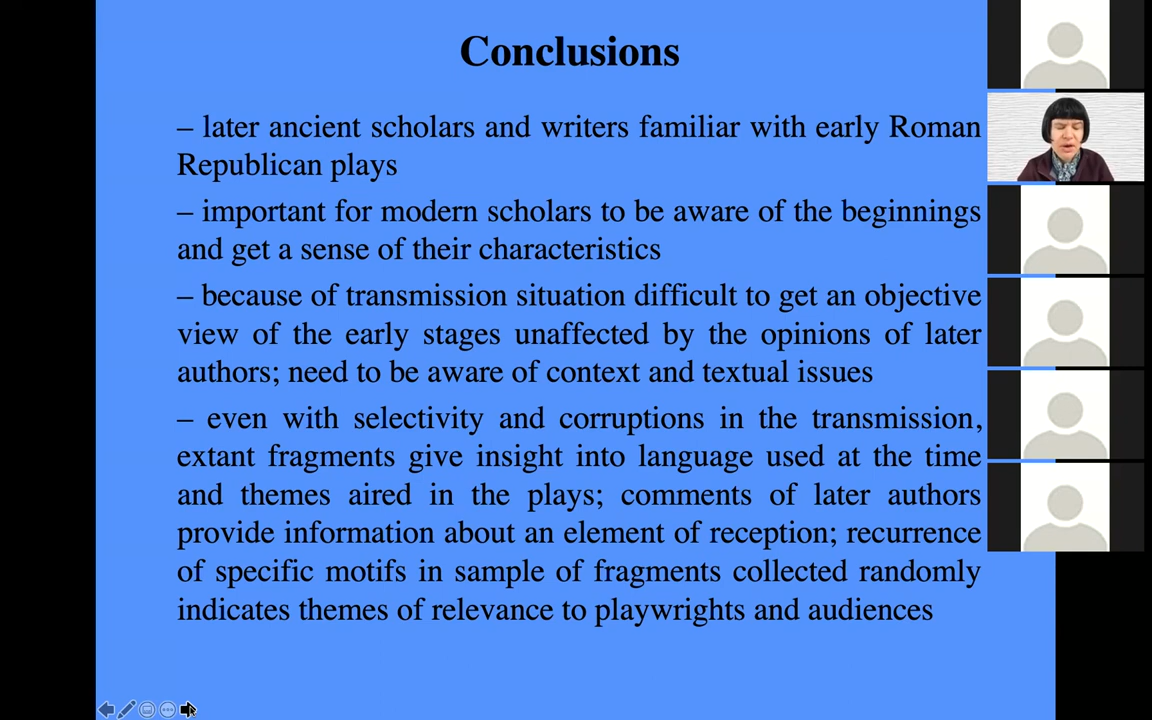 Conclusions
– later ancient scholars and writers familiar with early Roman
Republican plays
– important for modern scholars to be aware of the beginnings
and get a sense of their characteristics
– because of transmission situation difficult to get an objective
view of the early stages unaffected by the opinions of later
authors; need to be aware of context and textual issues
– even with selectivity and corruptions in the transmission,
extant fragments give insight into language used at the time
and themes aired in the plays; comments of later authors
provide information about an element of reception; recurrence
of specific motifs in sample of fragments collected randomly
indicates themes of relevance to playwrights and audiences